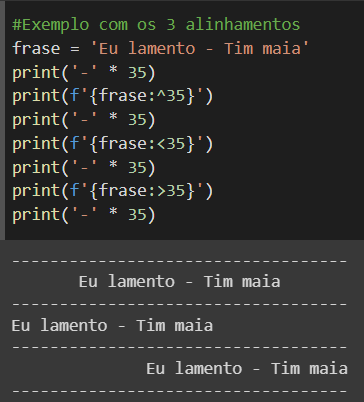 #Exemplo com os 3 alinhamentos
frase = 'Eu lamento - Tim maia'
print('-' * 35)
print(f'{frase:^35}')
print('-' * 35)
print(f'{frase:<35}')
print('-' * 35)
print(f'{frase:>35}')
print('-' * 35)
-----------------------------------
       Eu lamento - Tim maia
-----------------------------------
Eu lamento - Tim maia
-----------------------------------
              Eu lamento - Tim maia
-----------------------------------